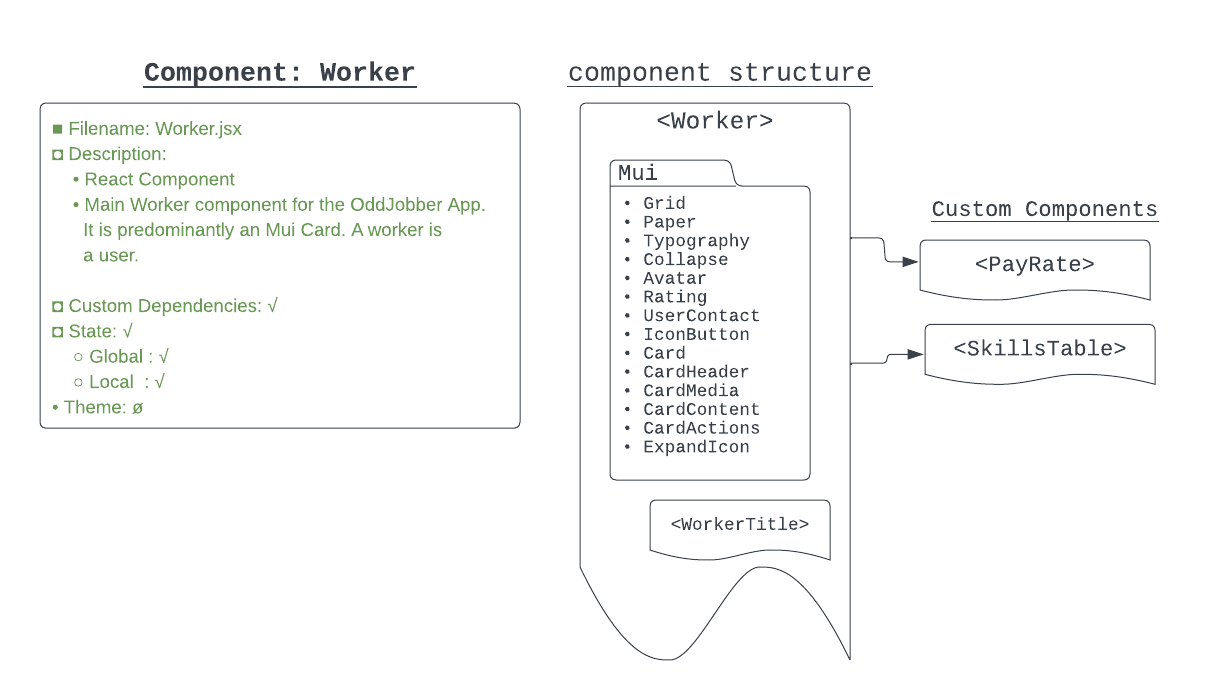 Component: Worker
■ Filename: Worker.jsx
◘ Description:
• React Component
• Main Worker component for the OddJobber App.
It is predominantly an Mui Card. A worker is
a user.
◘ Custom Dependencies: √
◘ State: √
○ Global : √
○ Local : √
• Theme: ø
component structure
<Worker>
Mui
• Grid
• Paper
• Typography
• Collapse
• Avatar
• Rating
• UserContact
• IconButton
• Card
• CardHeader
• CardMedia
• CardContent
• CardActions
• ExpandIcon
<WorkerTitle>
Custom Components
<PayRate>
<SkillsTable>